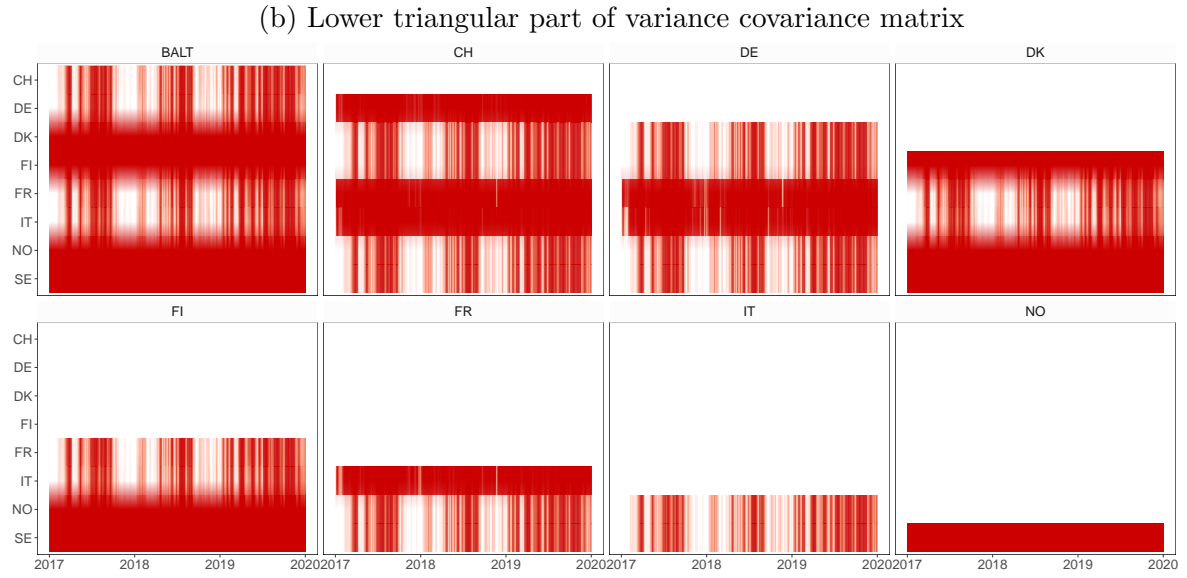 (b) Lower triangular part of variance covariance matrix
BALT CH DE DK
CH
DE
DK
FI
FR
IT
NO
SE
FI FR IT NO
CH
DE
DK
FI
FR
IT
NO
SE
2017 2018 2019 2020 2017 2018 2019 2020 2017 2018 2019 2020 2017 2018 2019 2020